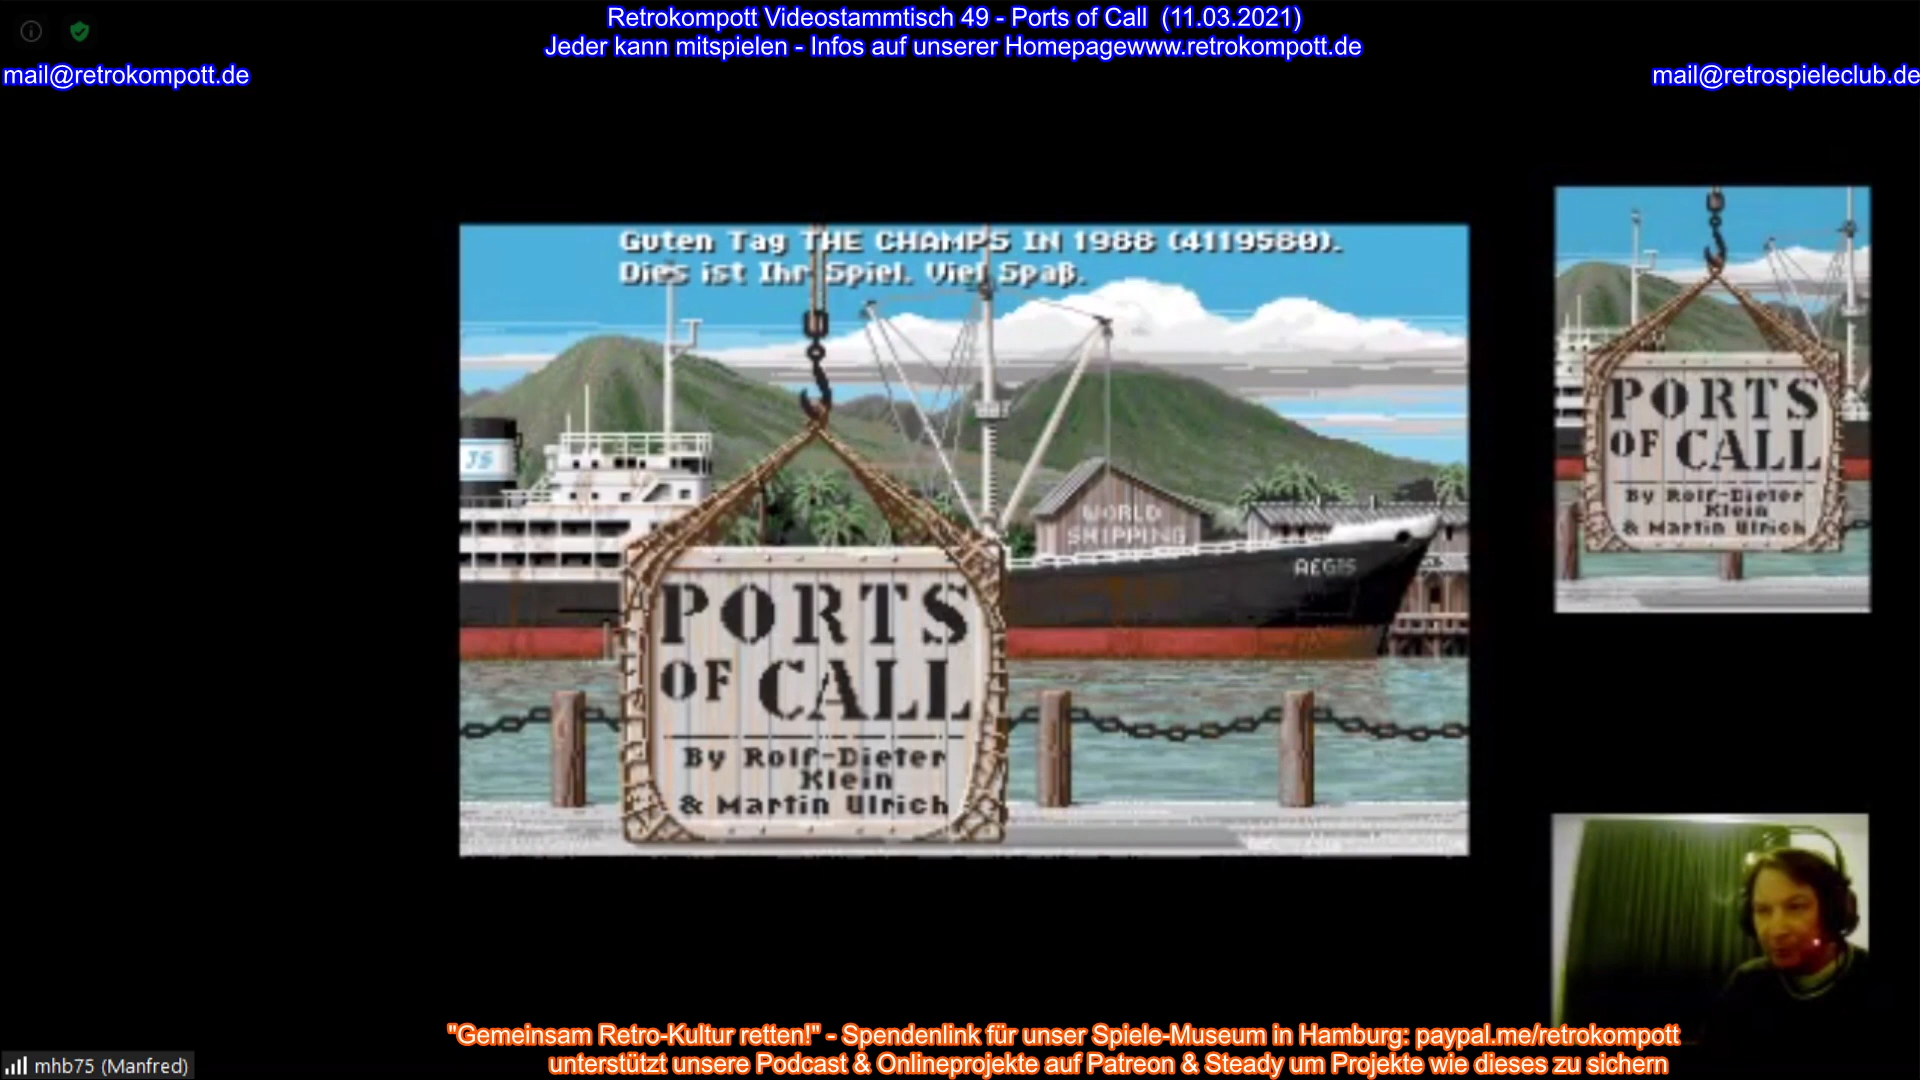 Retrokompott Videostammtisch 49 - Ports of Call (11.03.2021)
Jeder kann mitspielen - Infos auf unserer Homepagewww.retrokompott.de
mail@retrokompott.de
mail@retrospieleclub.de
Guten Tag THE CHAMPS IN 1988 (4119580).
Dies ist Ihr Spiel. Viel Spaß.
JS
WORLD
SHIPPING
AEGIS
PORTS
OF CALL
By Rolf-Dieter
Klein
& Martin Ulrich
PORTS
OF CALL
By Rolf-Dieter
Klein
& Martin Ulrich
"Gemeinsam Retro-Kultur retten!" - Spendenlink für unser Spiele-Museum in Hamburg: paypal.me/retrokompott
unterstützt unsere Podcast & Onlineprojekte auf Patreon & Steady um Projekte wie dieses zu sichern
mhb75 (Manfred)